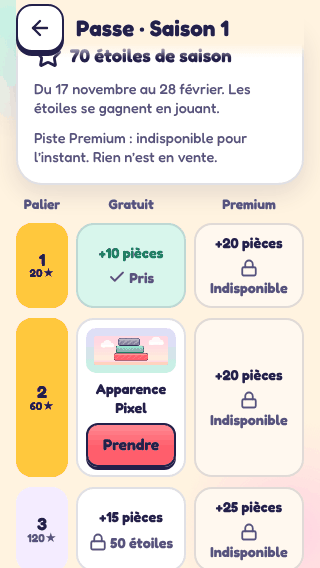 Passe · Saison 1
70 étoiles de saison
Du 17 novembre au 28 février. Les
étoiles se gagnent en jouant.
Piste Premium : indisponible pour
l'instant. Rien n'est en vente.
Palier Gratuit Premium
1
20★
+10 pièces
Pris
+20 pièces
Indisponible
2
60★
Apparence
Pixel
Prendre
+20 pièces
Indisponible
3
120★
+15 pièces
50 étoiles
+25 pièces
Indisponible